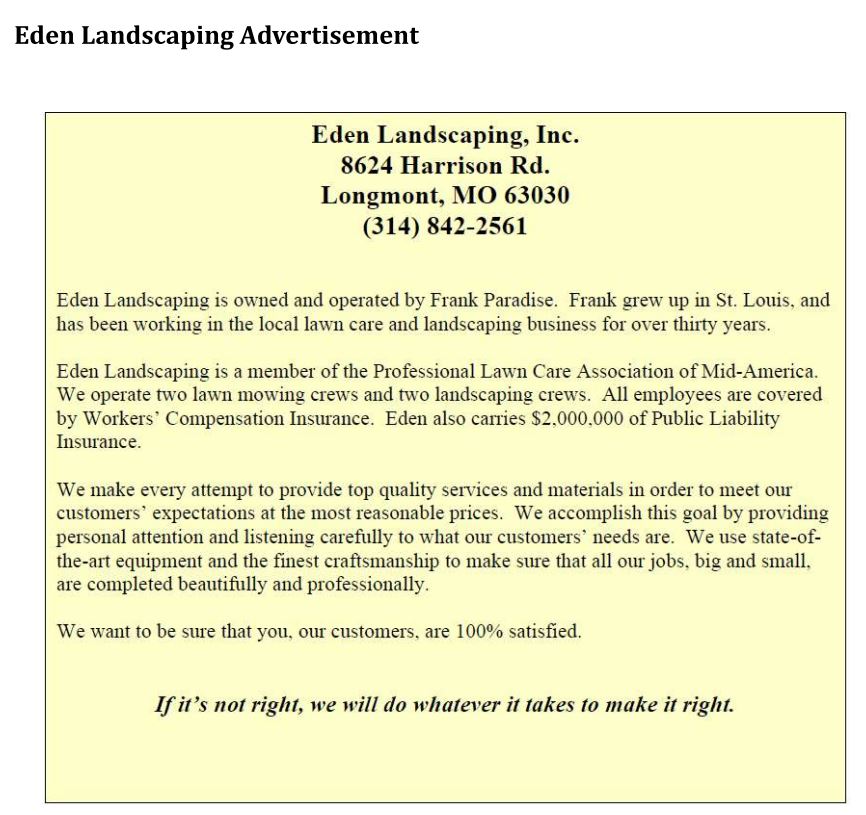 Eden Landscaping Advertisement
Eden Landscaping, Inc.
8624 Harrison Rd.
Longmont, MO 63030
(314) 842-2561
Eden Landscaping is owned and operated by Frank Paradise.  Frank grew up in St. Louis, and
has been working in the local lawn care and landscaping business for over thirty years.
Eden Landscaping is a member of the Professional Lawn Care Association of Mid-America.
We operate two lawn mowing crews and two landscaping crews.  All employees are covered
by Workers’ Compensation Insurance.  Eden also carries $2,000,000 of Public Liability
Insurance.
We make every attempt to provide top quality services and materials in order to meet our
customers’ expectations at the most reasonable prices.  We accomplish this goal by providing
personal attention and listening carefully to what our customers’ needs are.  We use state-of-
the-art equipment and the finest craftsmanship to make sure that all our jobs, big and small,
are completed beautifully and professionally.
We want to be sure that you, our customers, are 100% satisfied.
If it’s not right, we will do whatever it takes to make it right.